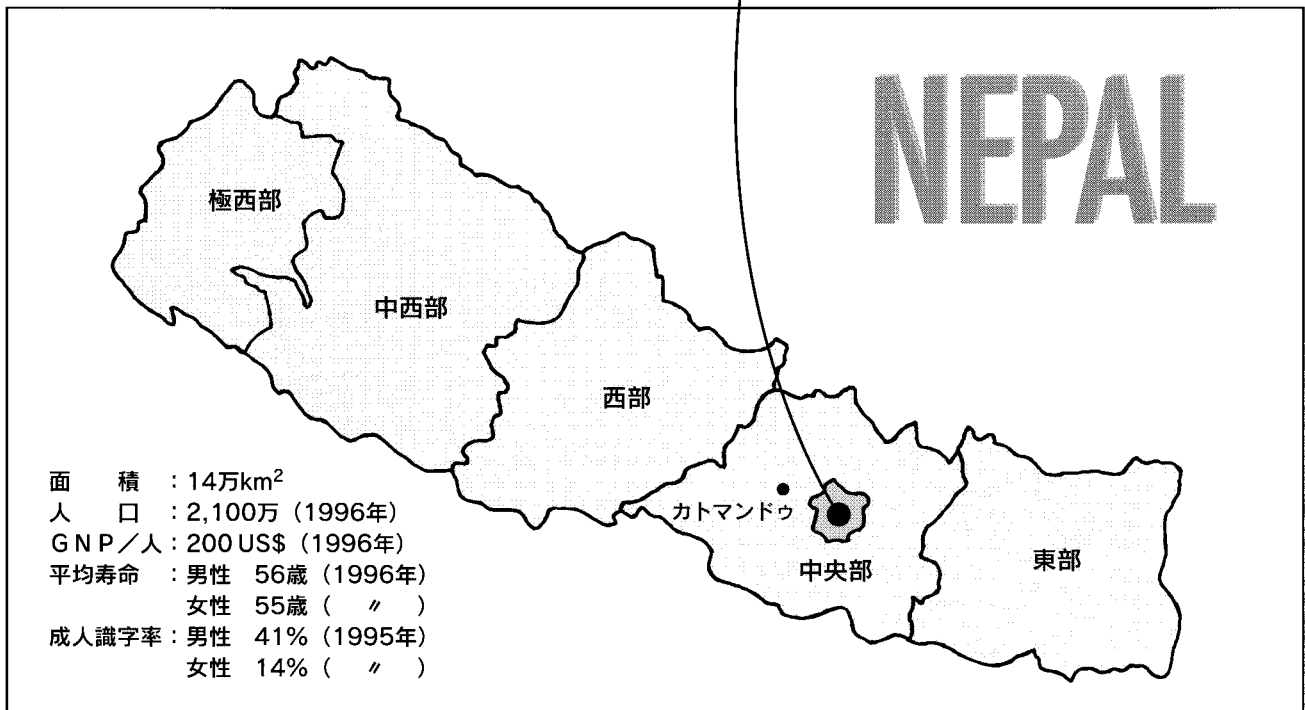 NEPAL
極西部
中西部
西部
カトマンドゥ
中央部
東部
面　　積　：14万km²
人　　口　：2,100万（1996年）
GNP／人：200 US$（1996年）
平均寿命　：男性　56歳（1996年）
女性　55歳（　〃　）
成人識字率：男性　41%（1995年）
女性　14%（　〃　）